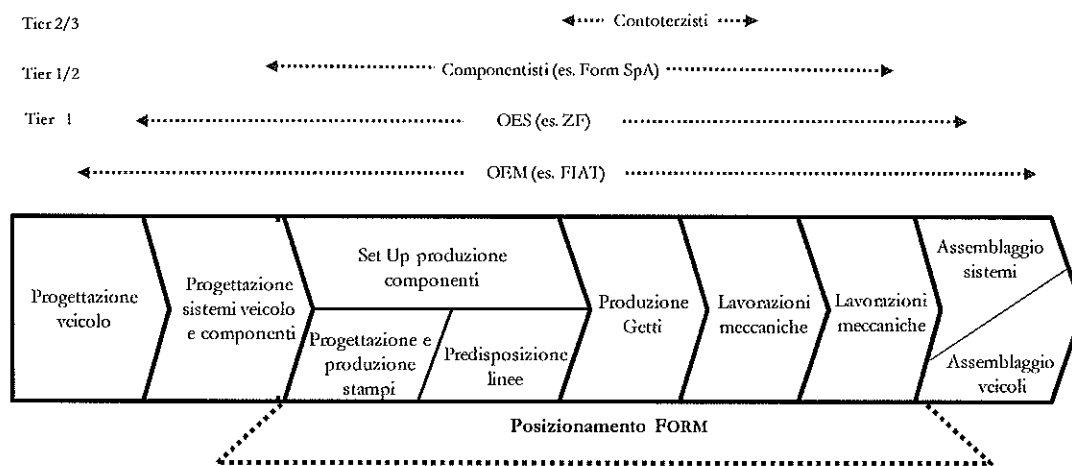 Tier 2/3
Contoterzisti
Tier 1/2
Componentisti (es. Form SpA)
Tier 1
OES (es. ZF)
OEM (es. FIAT)
Progettazione
veicolo
Progettazione
sistemi veicolo
e componenti
Set Up produzione
componenti
Progettazione e
produzione
stampi
Predisposizione
linee
Produzione
Getti
Lavorazioni
meccaniche
Lavorazioni
meccaniche
Assemblaggio
sistemi
Assemblaggio
veicoli
Posizionamento FORM